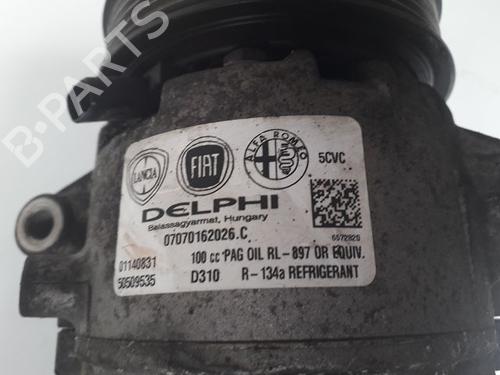 B-PARTS
LANCIA
FIAT
ALFA ROMEO
5CVC
DELPHI
Balassagyarmat, Hungary
07070162026.C
6572820
01140831
100 cc PAG OIL RL-897 OR EQUIV.
50509535
D310
R-134a REFRIGERANT